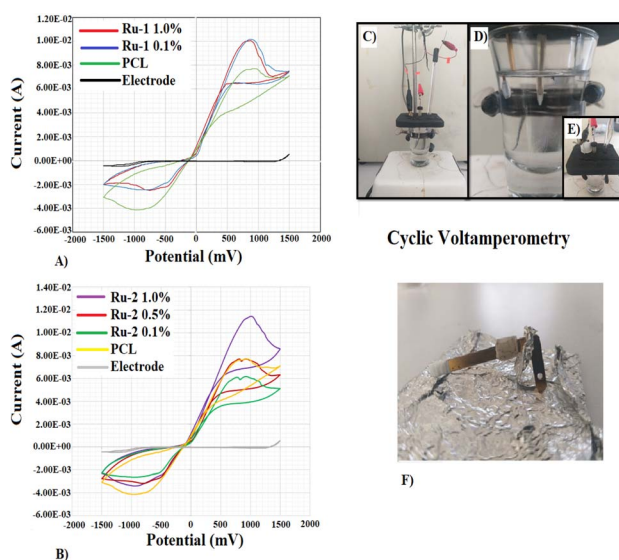 1.20E-02
1.00E-02
8.00E-03
6.00E-03
4.00E-03
2.00E-03
0.00E+00
-2.00E-03
-4.00E-03
-6.00E-03
Current (A)
Ru-1 1.0%
Ru-1 0.1%
PCL
Electrode
2000 -1500 -1000 -500 0 500 1000 1500 2000
Potential (mV)
A)
1.40E-02
1.20E-02
1.00E-02
8.00E-03
6.00E-03
4.00E-03
2.00E-03
0.00E+00
-2.00E-03
-4.00E-03
-6.00E-03
Current (A)
Ru-2 1.0%
Ru-2 0.5%
Ru-2 0.1%
PCL
Electrode
-2000 -1500 -1000 -500 0 500 1000 1500 2000
Potential (mV)
B)
C)
D)
E)
Cyclic Voltamperometry
F)